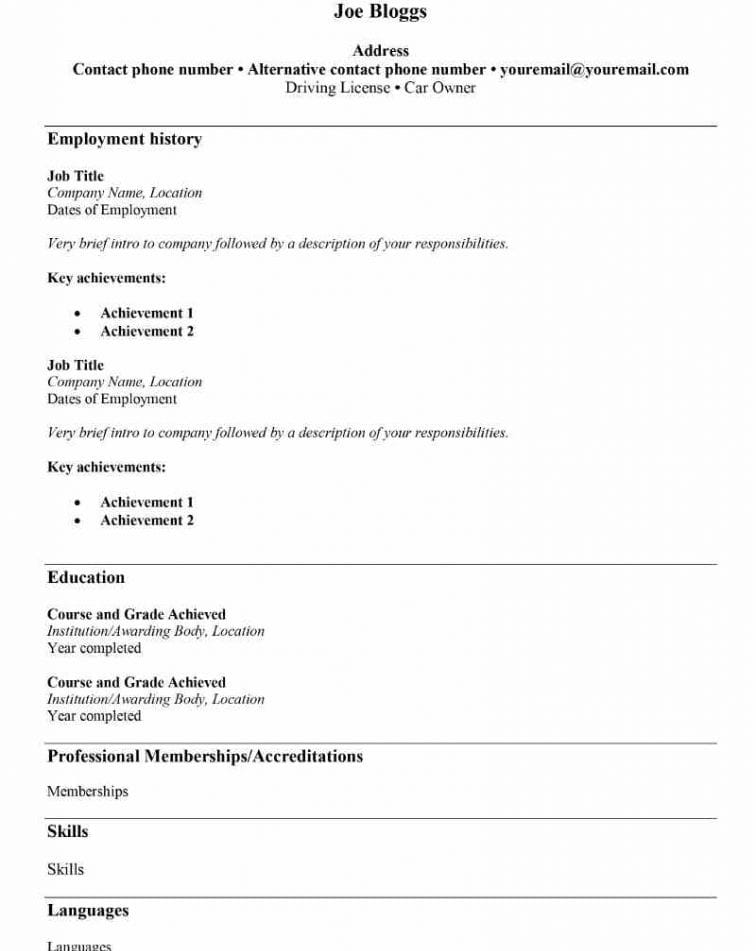 Joe Bloggs
Address
Contact phone number • Alternative contact phone number • youremail@youremail.com
Driving License • Car Owner
Employment history
Job Title
Company Name, Location
Dates of Employment
Very brief intro to company followed by a description of your responsibilities.
Key achievements:
• Achievement 1
• Achievement 2
Job Title
Company Name, Location
Dates of Employment
Very brief intro to company followed by a description of your responsibilities.
Key achievements:
• Achievement 1
• Achievement 2
Education
Course and Grade Achieved
Institution/Awarding Body, Location
Year completed
Course and Grade Achieved
Institution/Awarding Body, Location
Year completed
Professional Memberships/Accreditations
Memberships
Skills
Skills
Languages
Languages